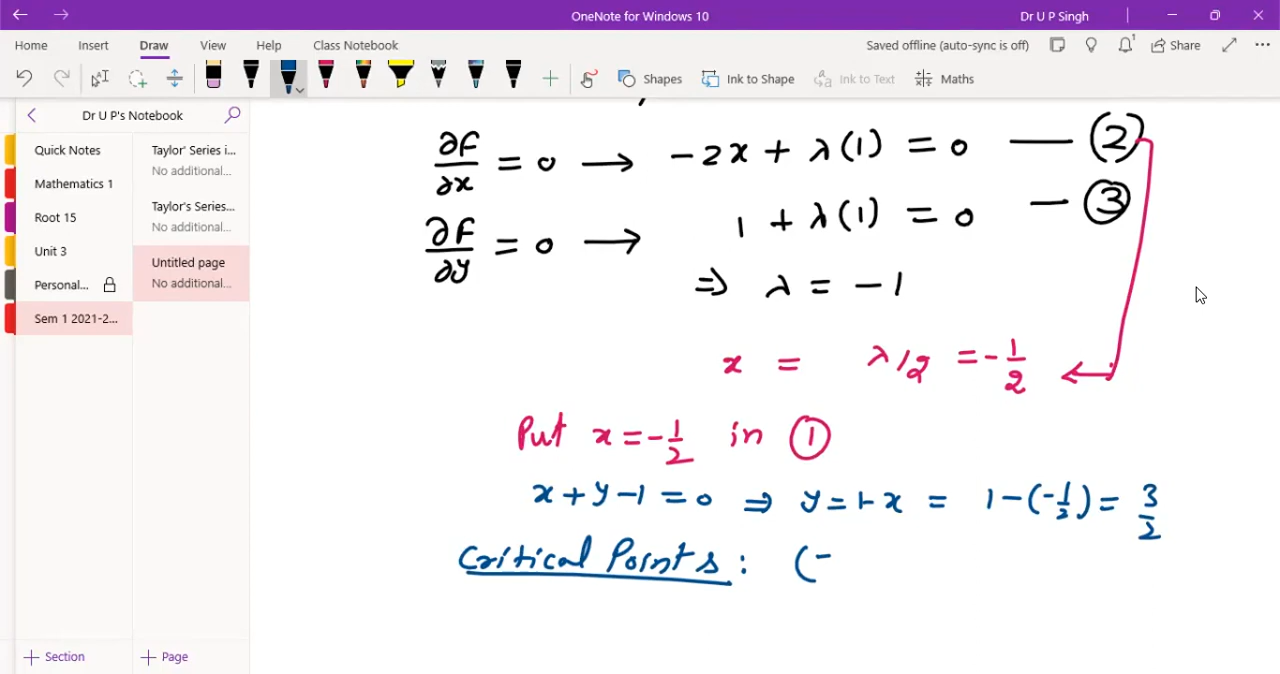 OneNote for Windows 10
Dr U P Singh
Home Insert Draw View Help Class Notebook
Saved offline (auto-sync is off)
Share
Shapes
Ink to Shape
Ink to Text
Maths
Dr U P's Notebook
Quick Notes
Mathematics 1
Root 15
Unit 3
Personal...
Sem 1 2021-2...
Taylor' Series i...
No additional...
Taylor's Series...
No additional...
Untitled page
No additional...
+ Section
+ Page
∂F/∂x = 0 → -2x + λ(1) = 0 — (2)
∂F/∂y = 0 → 1 + λ(1) = 0 — (3)
⇒ λ = -1
x = λ/2 = -1/2
Put x = -1/2 in (1)
x + y - 1 = 0 ⇒ y = 1 - x = 1 - (-1/2) = 3/2
Critical Points : (-